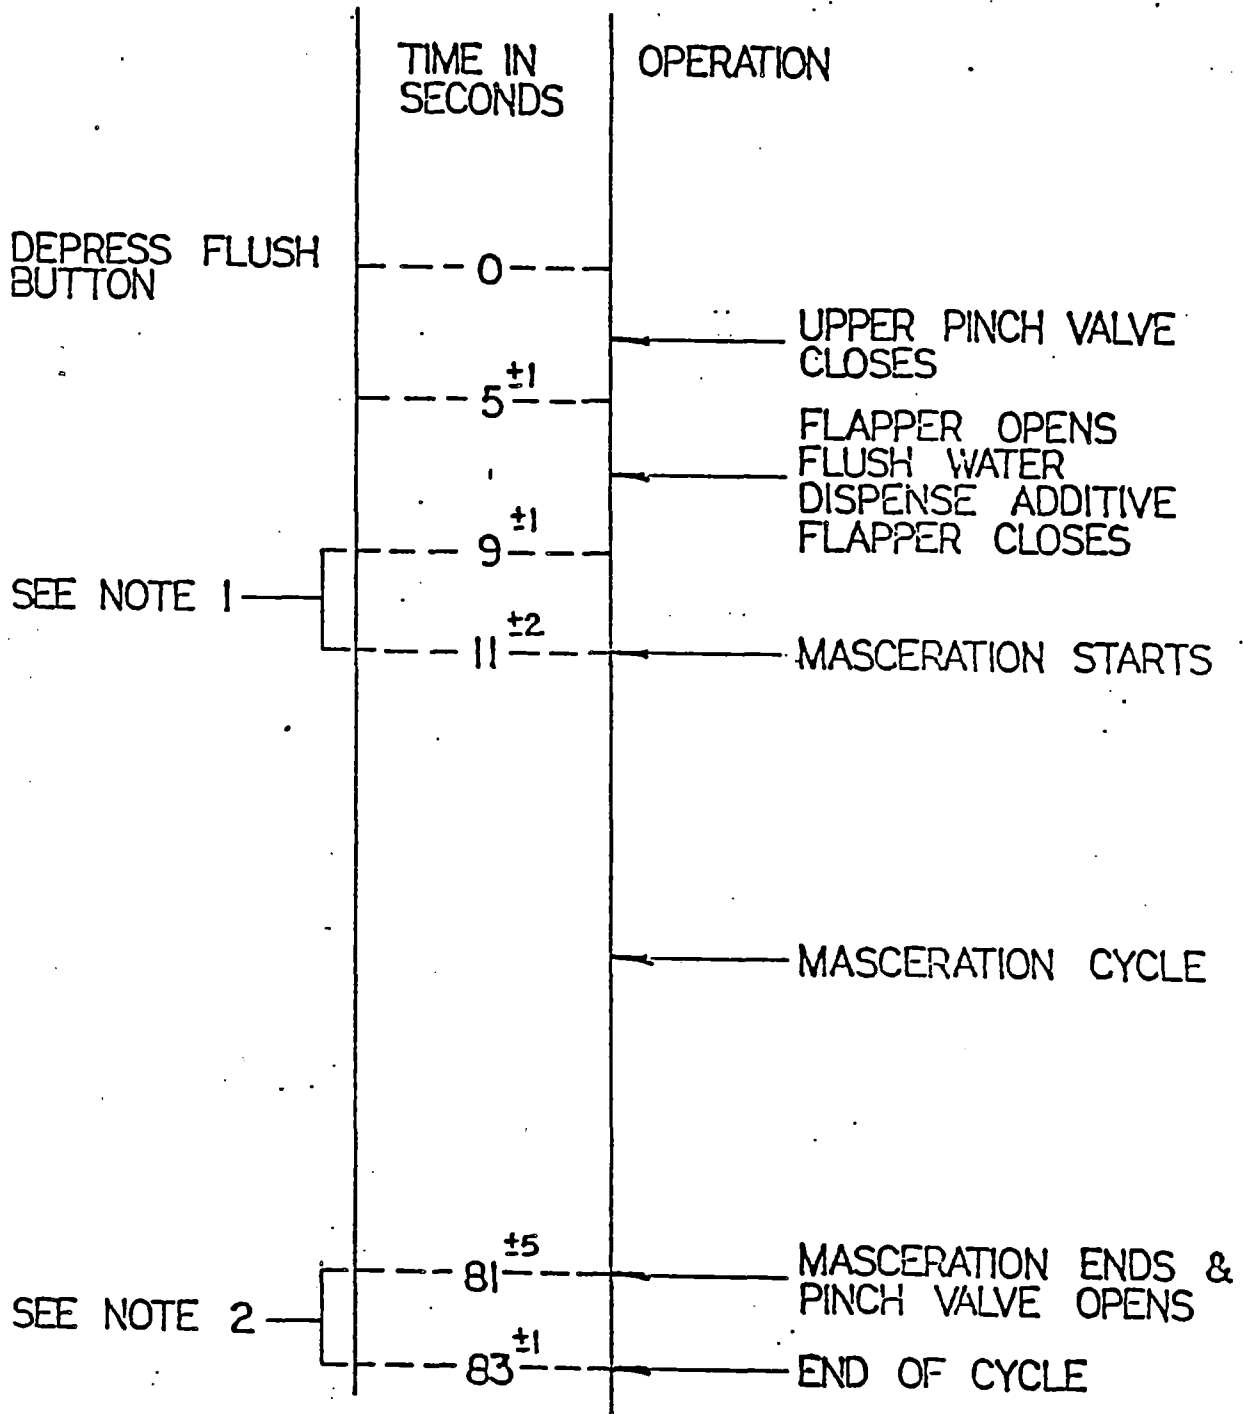 TIME IN
SECONDS
OPERATION
DEPRESS FLUSH
BUTTON
0
UPPER PINCH VALVE
CLOSES
5 ±1
FLAPPER OPENS
FLUSH WATER
DISPENSE ADDITIVE
FLAPPER CLOSES
9 ±1
SEE NOTE 1
11 ±2
MASCERATION STARTS
MASCERATION CYCLE
81 ±5
MASCERATION ENDS &
PINCH VALVE OPENS
SEE NOTE 2
83 ±1
END OF CYCLE